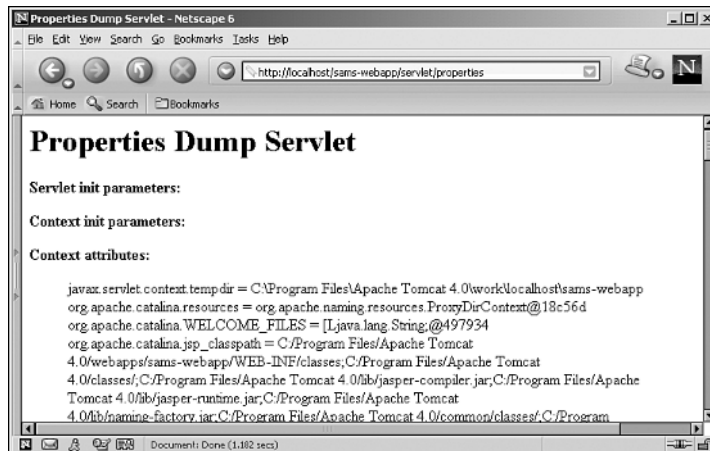 Properties Dump Servlet - Netscape 6
File Edit View Search Go Bookmarks Tasks Help
http://localhost/sams-webapp/servlet/properties
N
Home Search Bookmarks
Properties Dump Servlet
Servlet init parameters:
Context init parameters:
Context attributes:
javax.servlet.context.tempdir = C:\Program Files\Apache Tomcat 4.0\work\localhost\sams-webapp
org.apache.catalina.resources = org.apache.naming.resources.ProxyDirContext@18c56d
org.apache.catalina.WELCOME_FILES = [Ljava.lang.String;@497934
org.apache.catalina.jsp_classpath = C:/Program Files/Apache Tomcat
4.0/webapps/sams-webapp/WEB-INF/classes;C:/Program Files/Apache Tomcat
4.0/classes/;C:/Program Files/Apache Tomcat 4.0/lib/jasper-compiler.jar;C:/Program Files/Apache
Tomcat 4.0/lib/jasper-runtime.jar;C:/Program Files/Apache Tomcat
4.0/lib/naming-factory.jar;C:/Program Files/Apache Tomcat 4.0/common/classes/;C:/Program
Document: Done (1.182 secs)